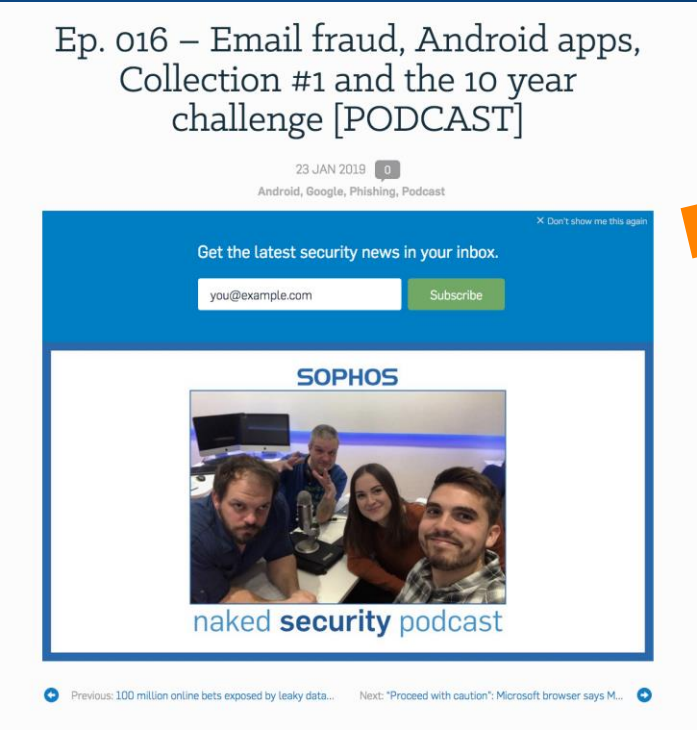 Ep. 016 – Email fraud, Android apps,
Collection #1 and the 10 year
challenge [PODCAST]
23 JAN 2019 0
Android, Google, Phishing, Podcast
× Don't show me this again
Get the latest security news in your inbox.
you@example.com Subscribe
SOPHOS
naked security podcast
Previous: 100 million online bets exposed by leaky data... Next: "Proceed with caution": Microsoft browser says M...